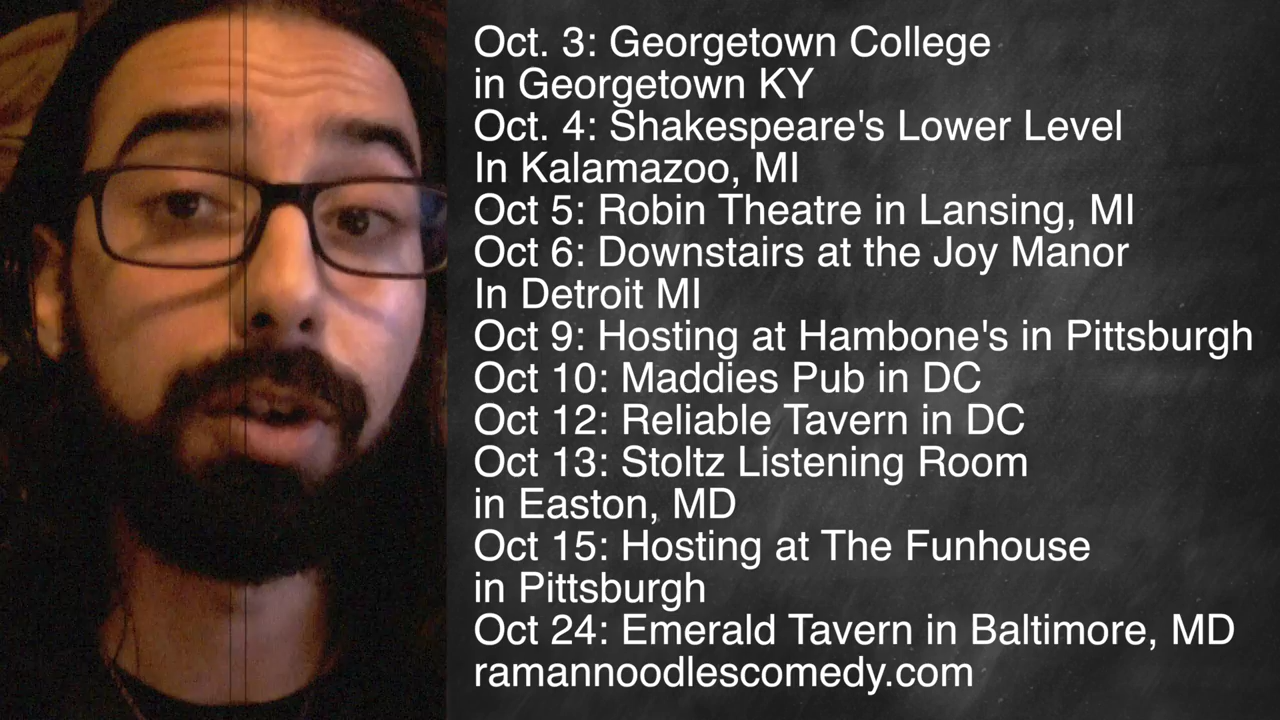 Oct. 3: Georgetown College
in Georgetown KY
Oct. 4: Shakespeare's Lower Level
In Kalamazoo, MI
Oct 5: Robin Theatre in Lansing, MI
Oct 6: Downstairs at the Joy Manor
In Detroit MI
Oct 9: Hosting at Hambone's in Pittsburgh
Oct 10: Maddies Pub in DC
Oct 12: Reliable Tavern in DC
Oct 13: Stoltz Listening Room
in Easton, MD
Oct 15: Hosting at The Funhouse
in Pittsburgh
Oct 24: Emerald Tavern in Baltimore, MD
ramannoodlescomedy.com